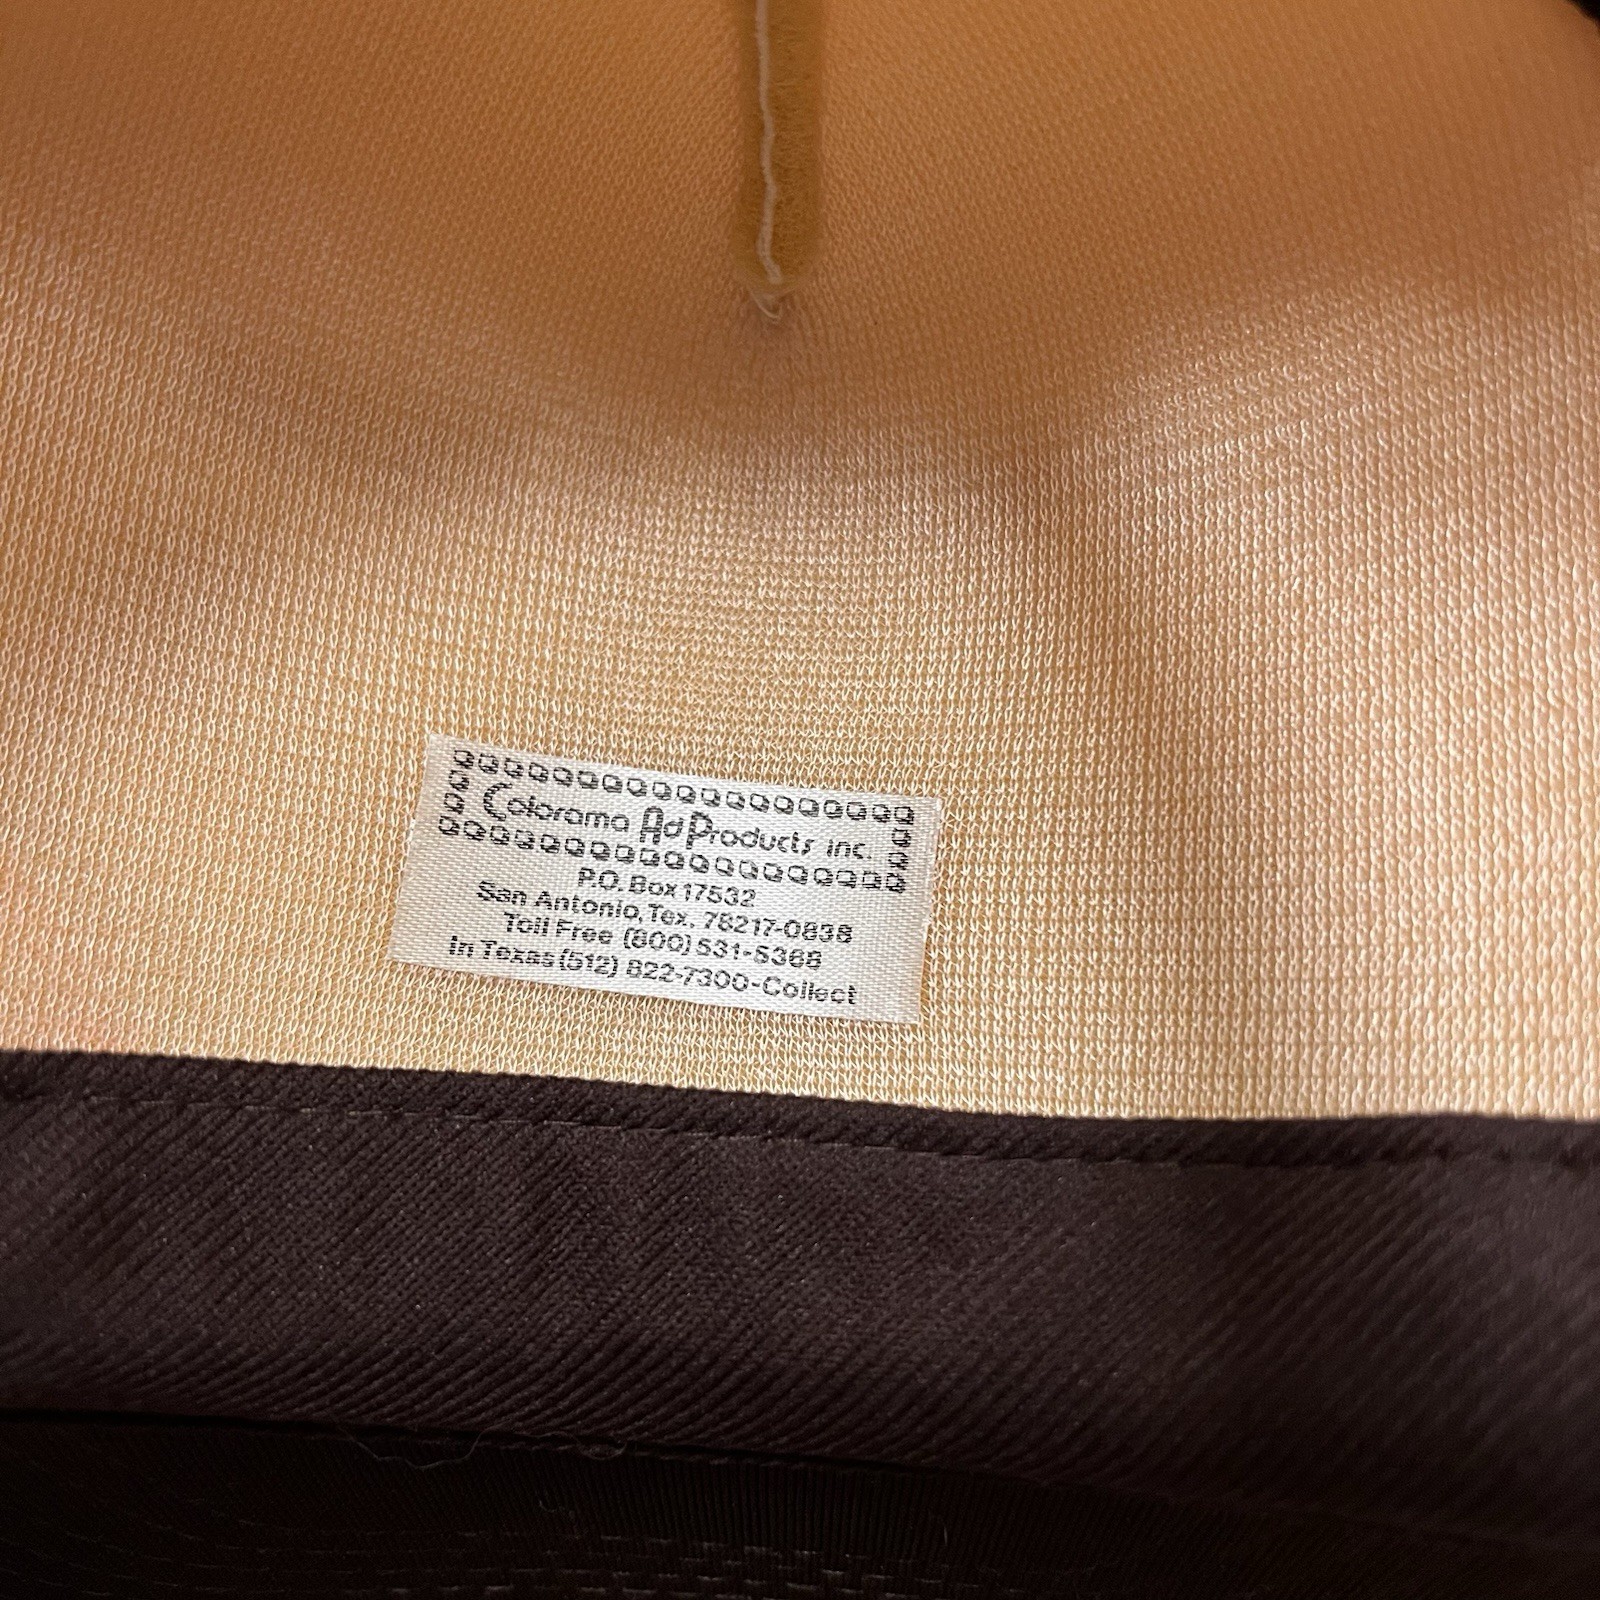 Colorama Ad Products inc.
P.O. Box 17532
San Antonio, Tex. 78217-0838
Toll Free (800) 531-5368
In Texas (512) 822-7300-Collect